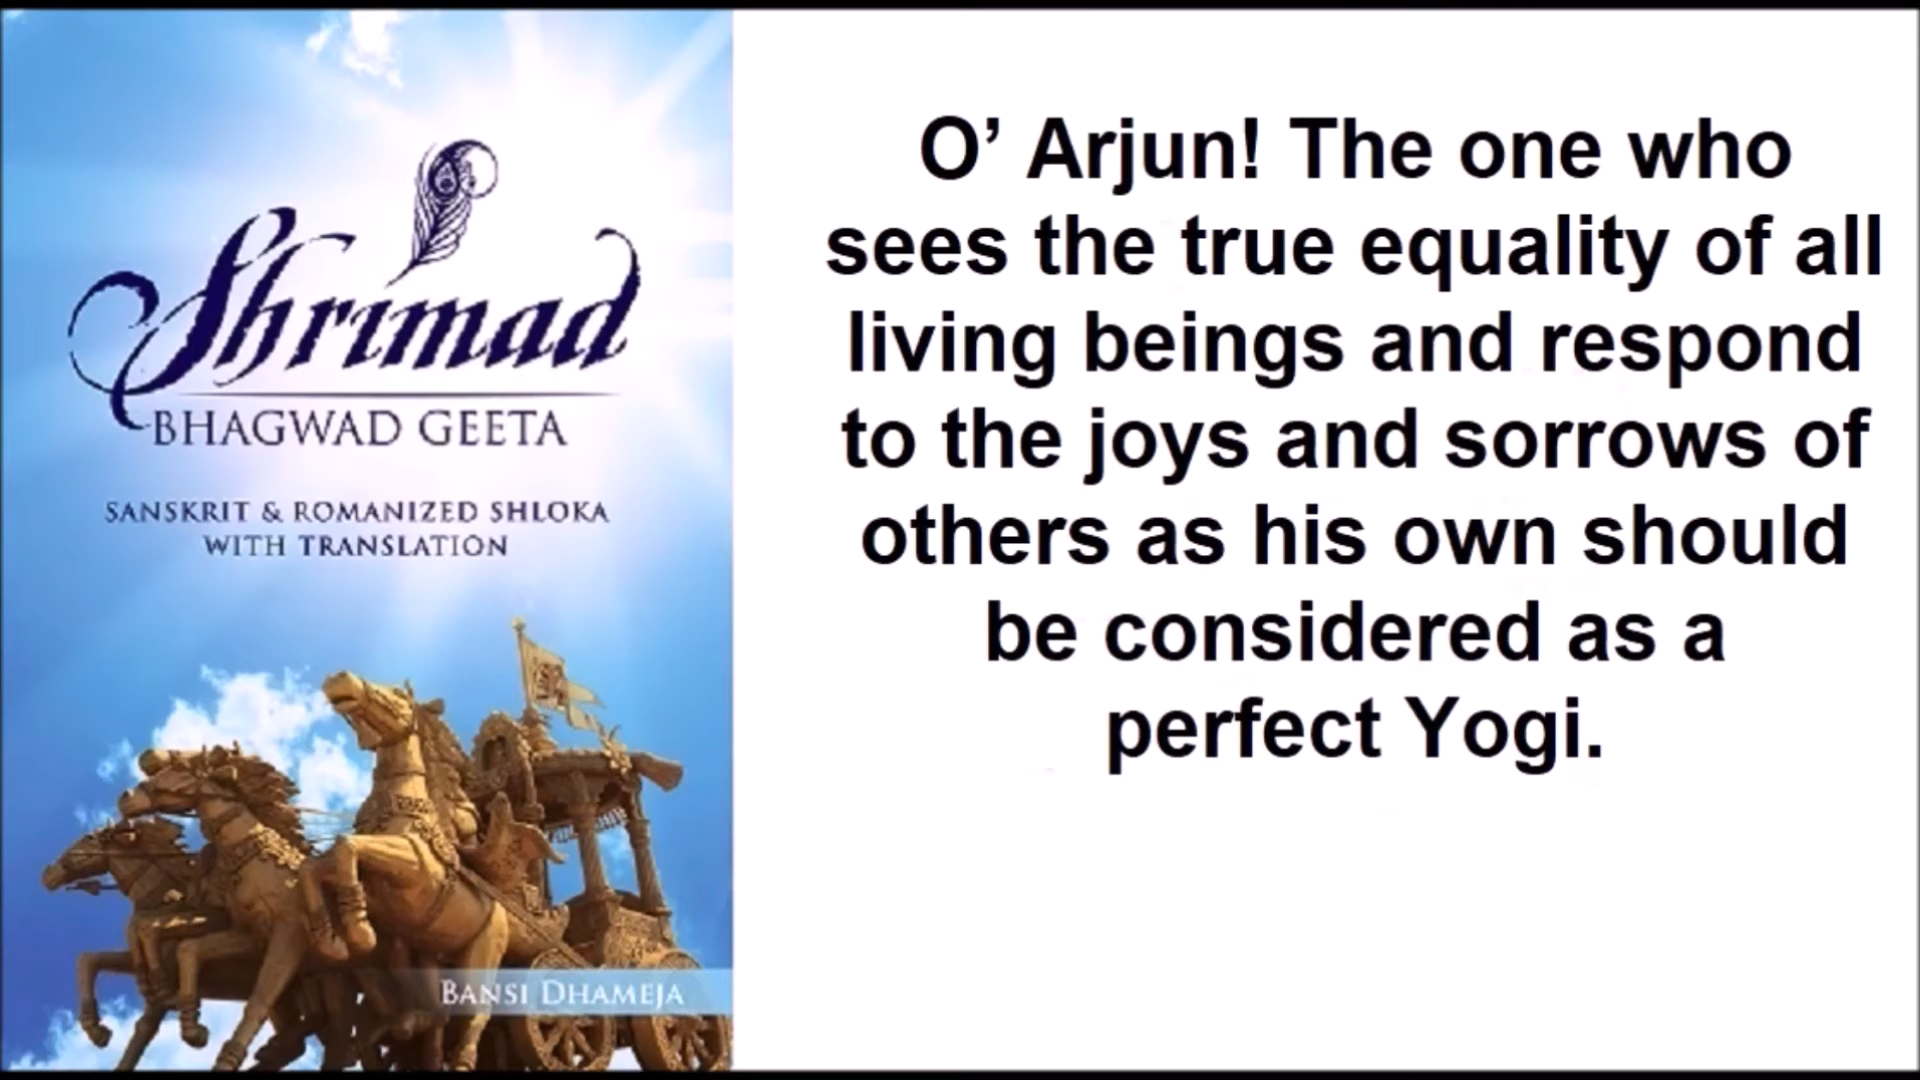 Shrimad
BHAGWAD GEETA
SANSKRIT & ROMANIZED SHLOKA
WITH TRANSLATION
BANSI DHAMEJA
O’ Arjun! The one who
sees the true equality of all
living beings and respond
to the joys and sorrows of
others as his own should
be considered as a
perfect Yogi.